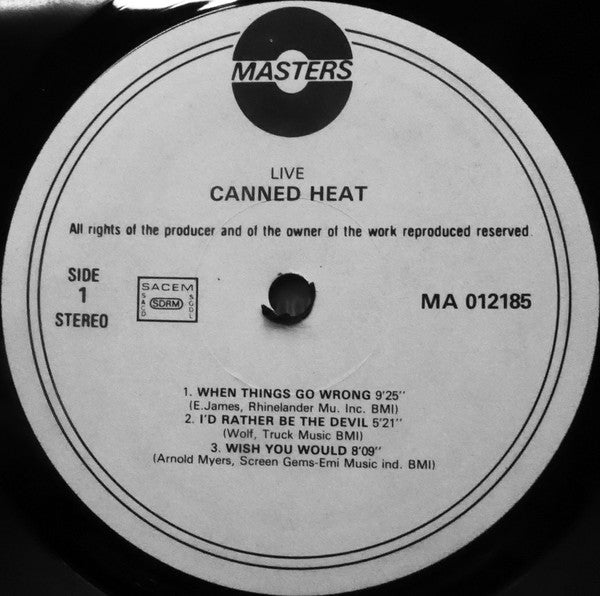 MASTERS
LIVE
CANNED HEAT
All rights of the producer and of the owner of the work reproduced reserved.
SIDE
1
STEREO
SACEM
SACD
SDRM
SGDL
MA 012185
1. WHEN THINGS GO WRONG 9'25''
(E.James, Rhinelander Mu. Inc. BMI)
2. I'D RATHER BE THE DEVIL 5'21''
(Wolf, Truck Music BMI)
3. WISH YOU WOULD 8'09''
(Arnold Myers, Screen Gems-Emi Music ind. BMI)